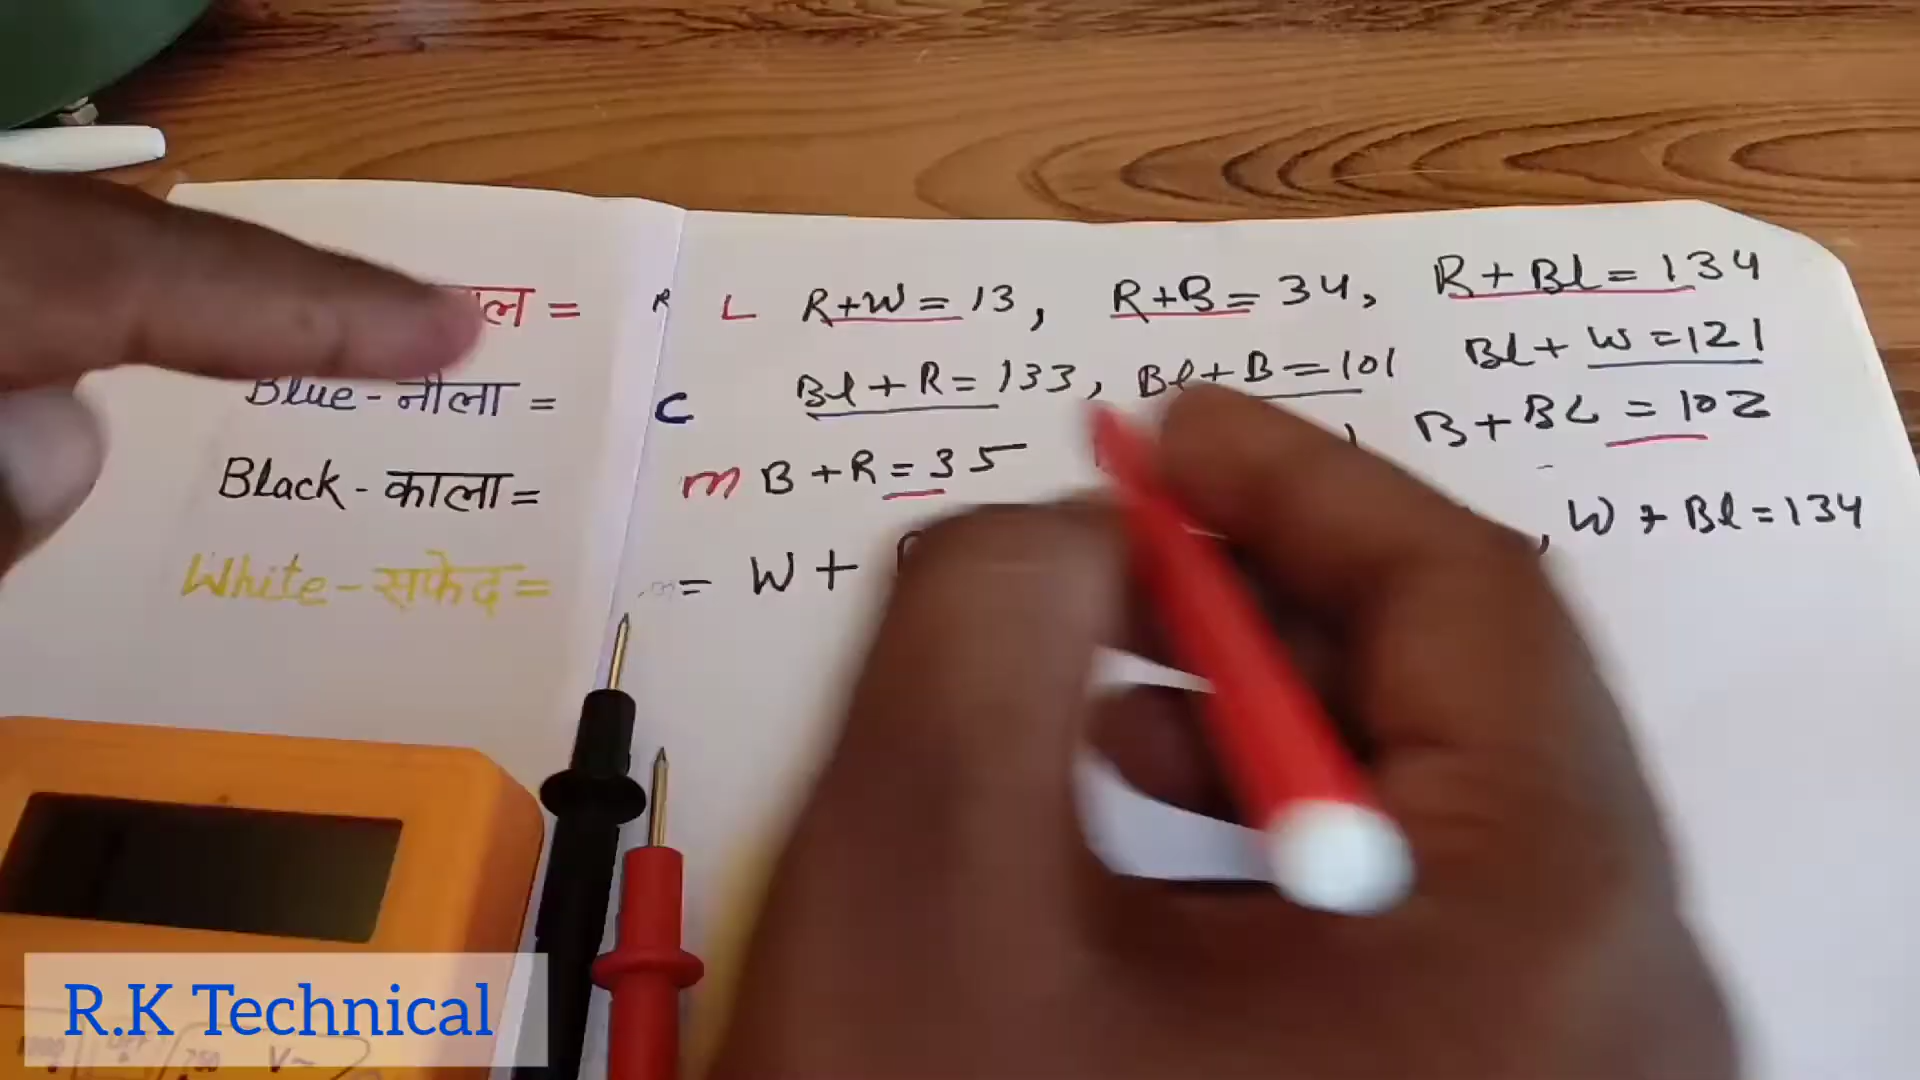 = R L R+W = 13, R+B = 34, R+Bl = 134
Blue - नीला = C Bl + R = 133, Bl + B = 101 Bl + W = 121
Black - काला = m B + R = 35 B + BL = 102
White - सफेद = = W + , W + Bl = 134
R.K Technical